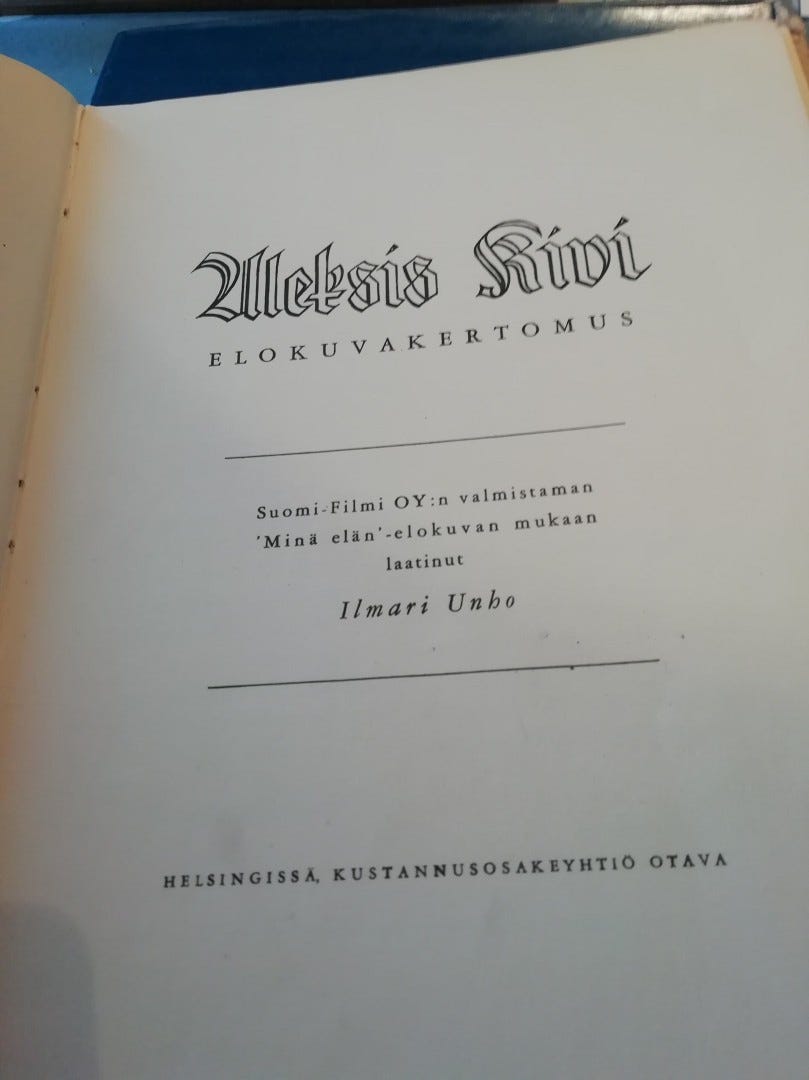 Aleksis Kivi
ELOKUVAKERTOMUS
Suomi-Filmi OY:n valmistaman
'Minä elän'-elokuvan mukaan
laatinut
Ilmari Unho
HELSINGISSÄ, KUSTANNUSOSAKEYHTIÖ OTAVA